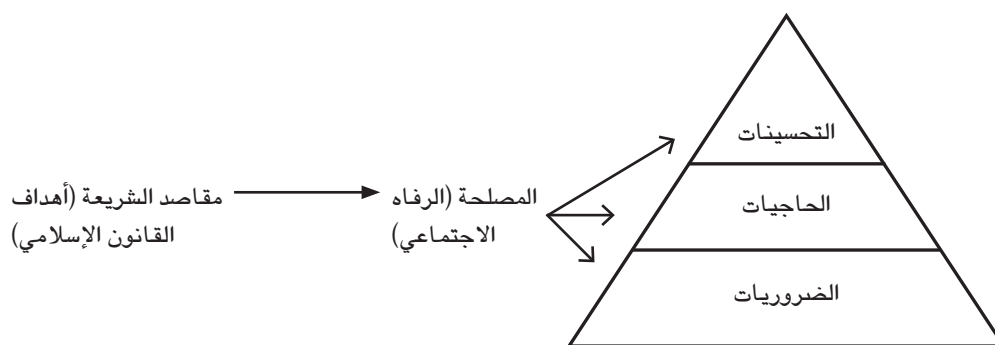 التحسينات
الحاجيات
الضروريات
المصلحة (الرفاه
الاجتماعي)
مقاصد الشريعة (أهداف
القانون الإسلامي)